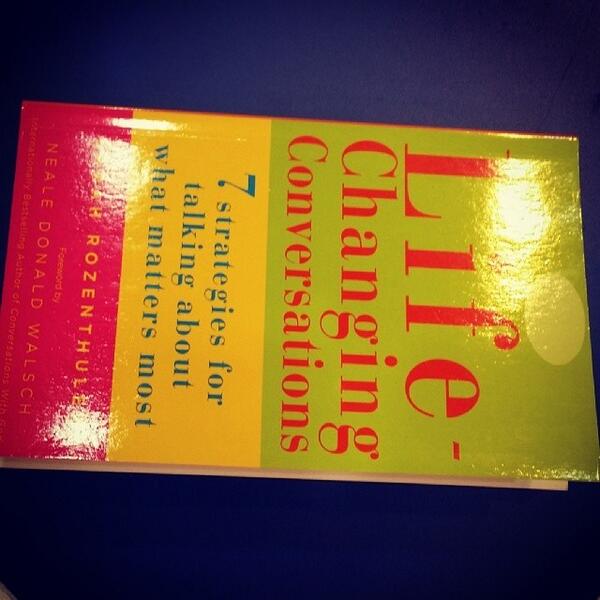 Life-
Changing
Conversations
7 strategies for
talking about
what matters most
ROZENTHULER
Foreword by
NEALE DONALD WALSCH
Internationally Bestselling Author of Conversations With